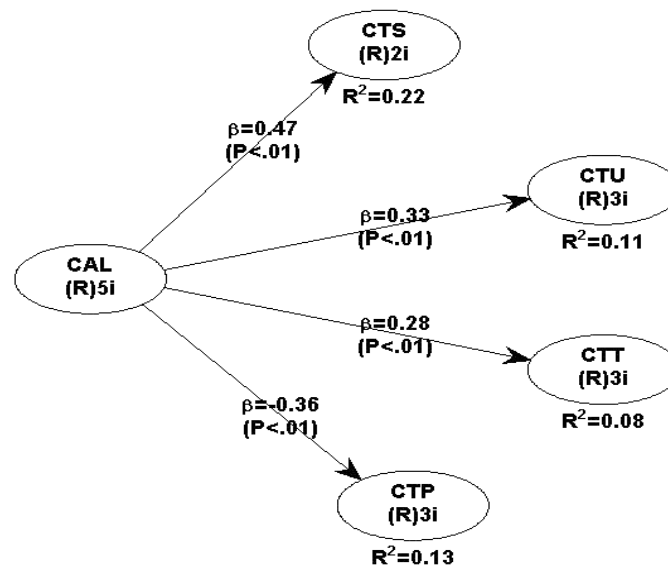 CTS
(R)2i
R²=0.22
β=0.47
(P<.01)
CTU
(R)3i
R²=0.11
β=0.33
(P<.01)
CAL
(R)5i
β=0.28
(P<.01)
CTT
(R)3i
R²=0.08
β=-0.36
(P<.01)
CTP
(R)3i
R²=0.13